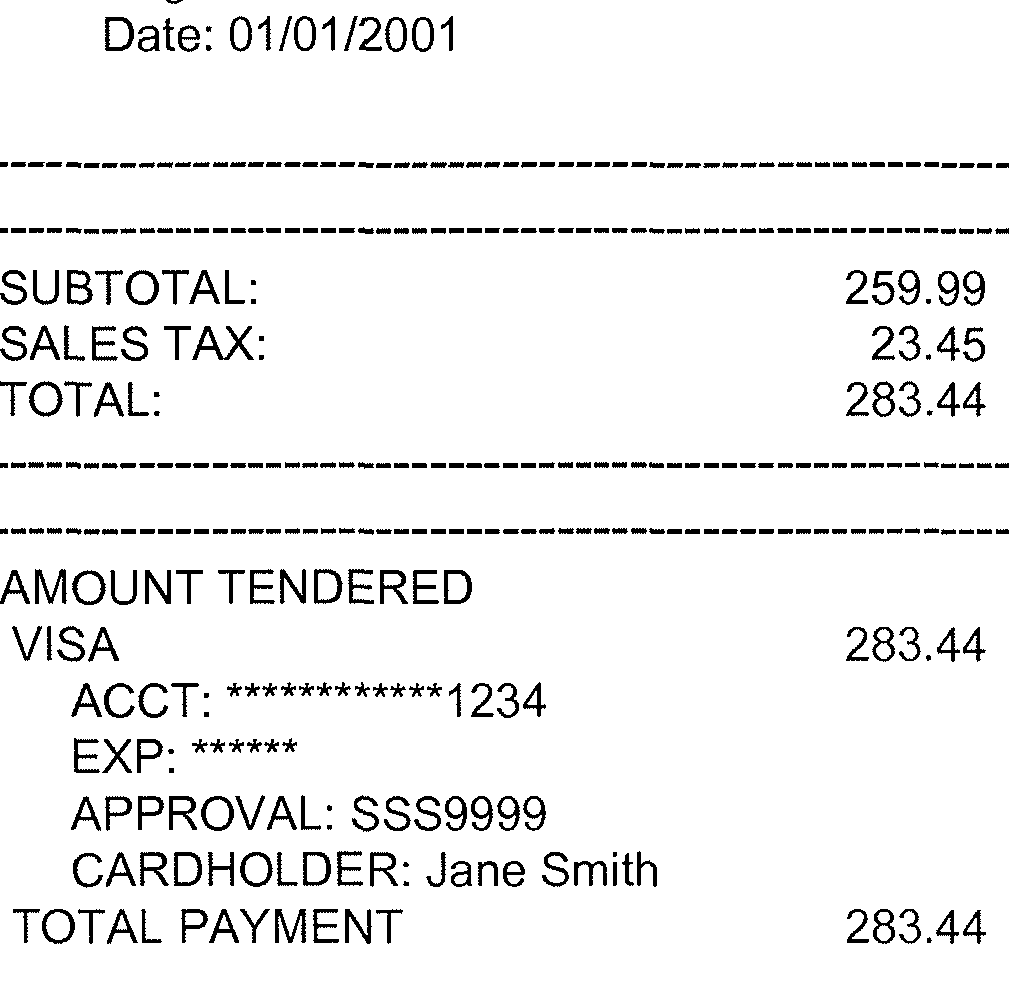 Date: 01/01/2001
SUBTOTAL: 259.99
SALES TAX: 23.45
TOTAL: 283.44
AMOUNT TENDERED
VISA 283.44
ACCT: ************1234
EXP: ******
APPROVAL: SSS9999
CARDHOLDER: Jane Smith
TOTAL PAYMENT 283.44